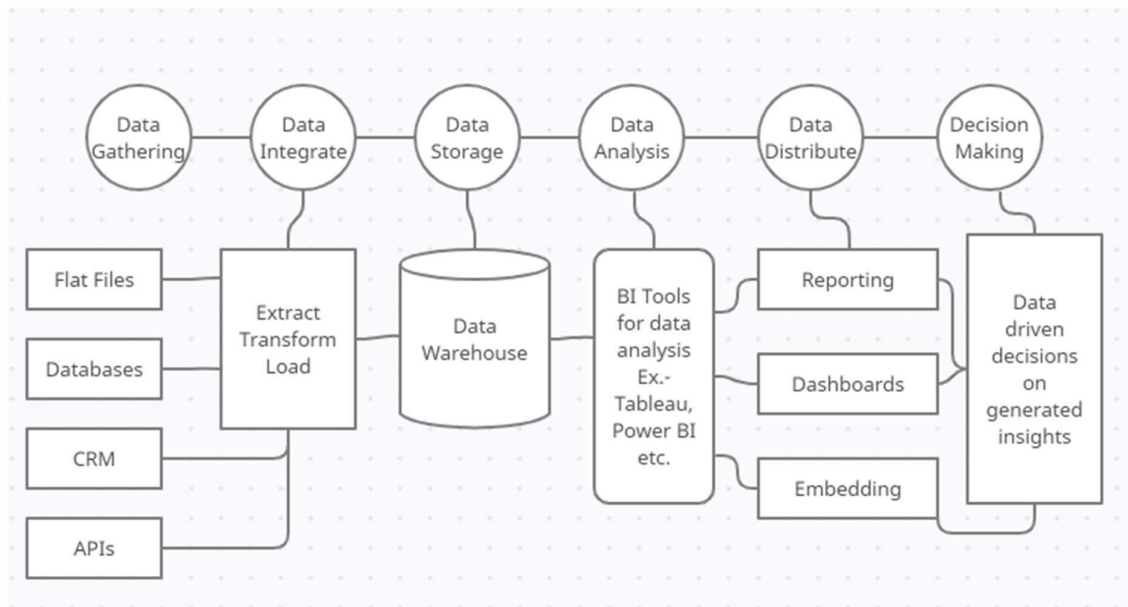 Data
Gathering
Data
Integrate
Data
Storage
Data
Analysis
Data
Distribute
Decision
Making
Flat Files
Databases
CRM
APIs
Extract
Transform
Load
Data
Warehouse
BI Tools
for data
analysis
Ex.-
Tableau,
Power BI
etc.
Reporting
Dashboards
Embedding
Data
driven
decisions
on
generated
insights